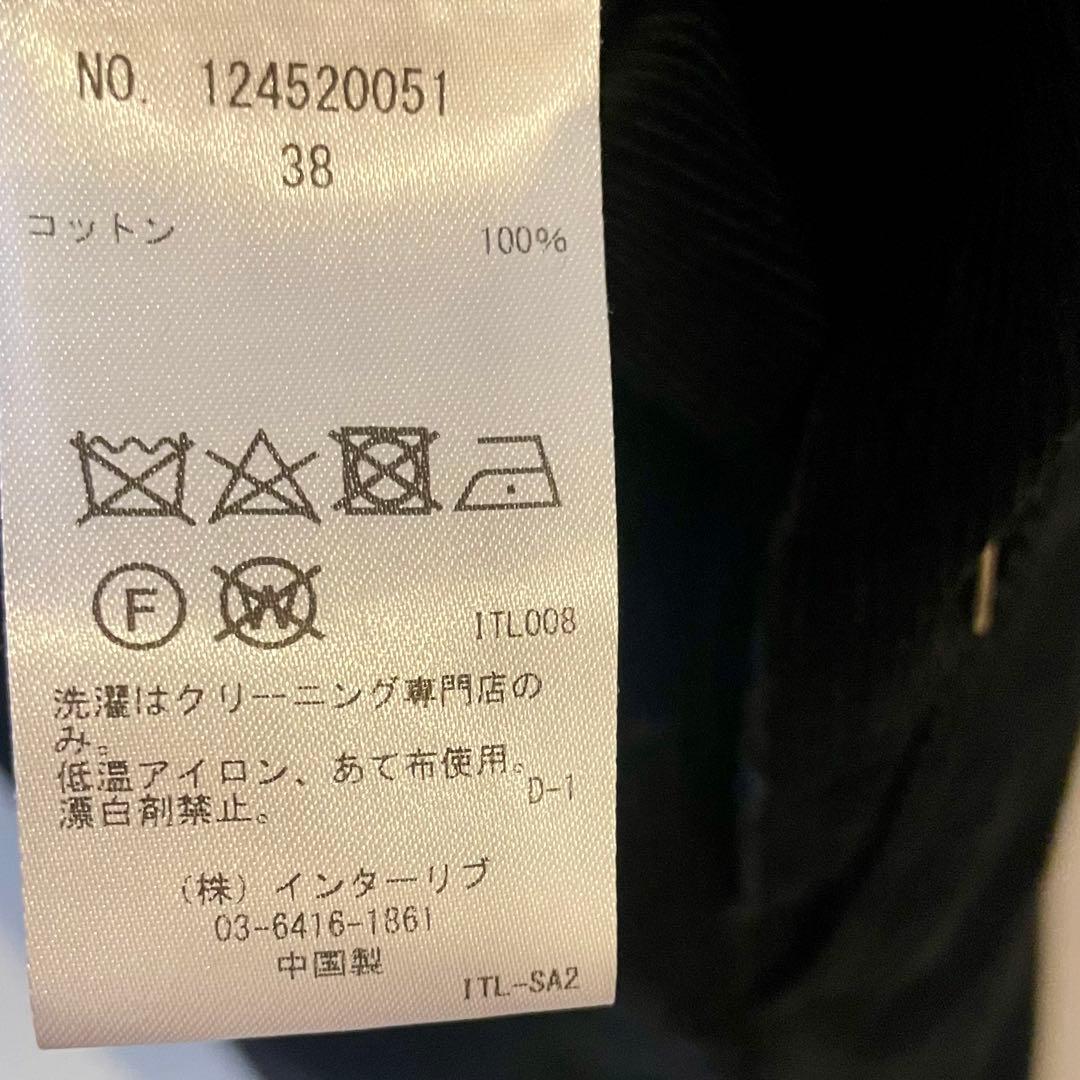 NO. 124520051
38
コットン 100%
F W ITL008
洗濯はクリーニング専門店の
み。
低温アイロン、あて布使用。
漂白剤禁止。 D-1
(株) インターリブ
03-6416-1861
中国製
ITL-SA2